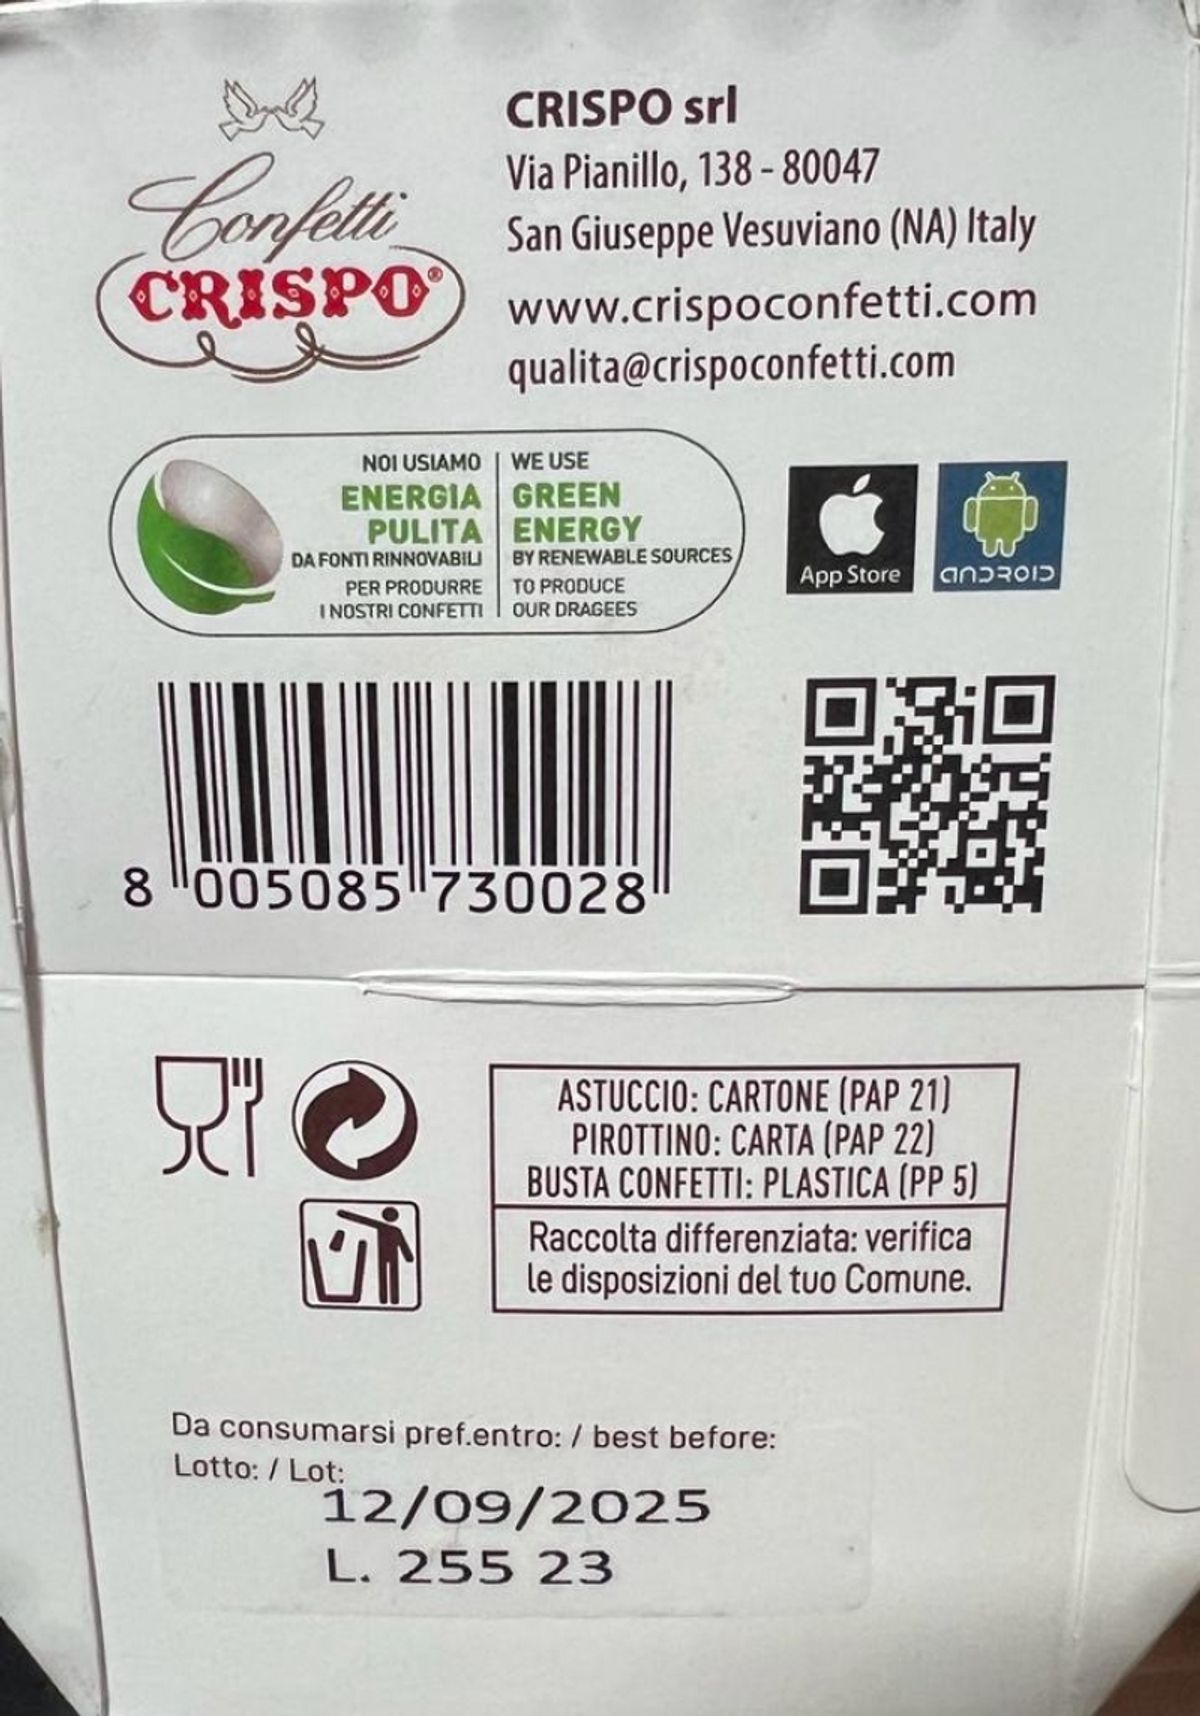 Confetti
CRISPO®
CRISPO srl
Via Pianillo, 138 - 80047
San Giuseppe Vesuviano (NA) Italy
www.crispoconfetti.com
qualita@crispoconfetti.com
NOI USIAMO
ENERGIA
PULITA
DA FONTI RINNOVABILI
PER PRODURRE
I NOSTRI CONFETTI
WE USE
GREEN
ENERGY
BY RENEWABLE SOURCES
TO PRODUCE
OUR DRAGEES
App Store
ANDROID
8 005085 730028
ASTUCCIO: CARTONE (PAP 21)
PIROTTINO: CARTA (PAP 22)
BUSTA CONFETTI: PLASTICA (PP 5)
Raccolta differenziata: verifica
le disposizioni del tuo Comune.
Da consumarsi pref.entro: / best before:
Lotto: / Lot:
12/09/2025
L. 255 23